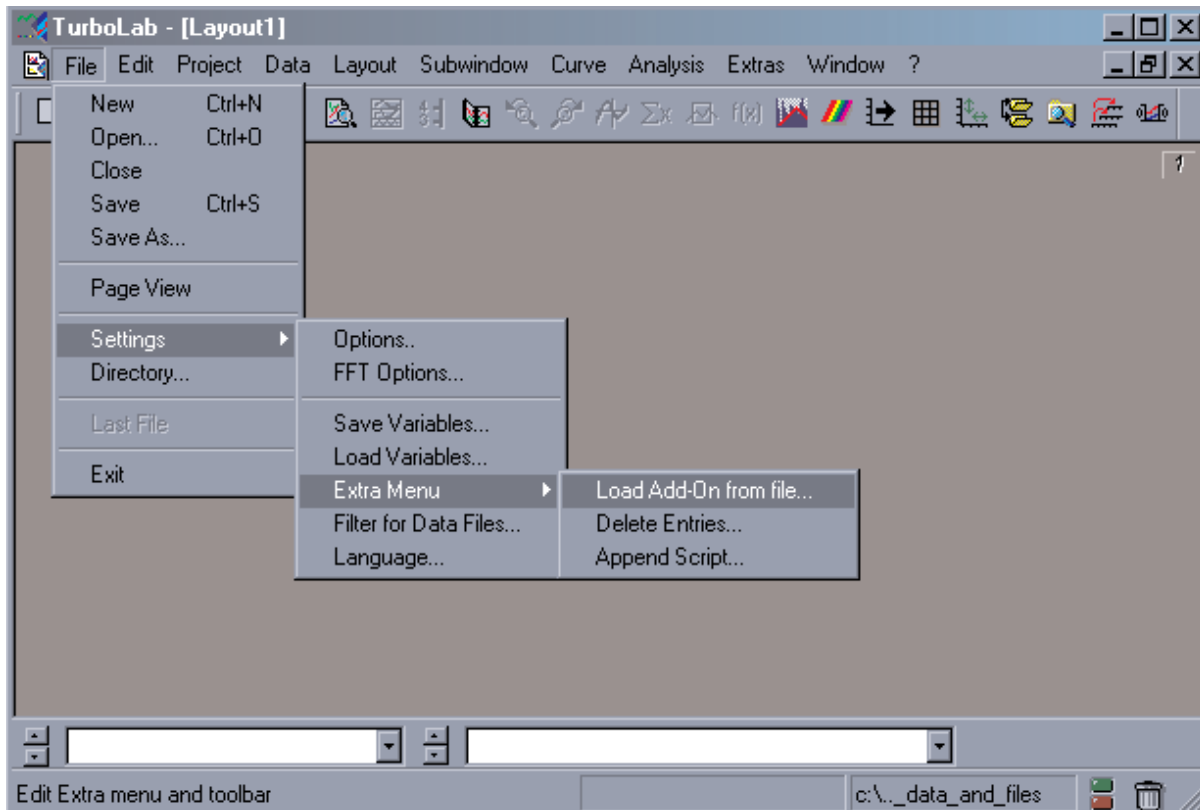 TurboLab - [Layout1]
File Edit Project Data Layout Subwindow Curve Analysis Extras Window ?
New Ctrl+N
Open... Ctrl+O
Close
Save Ctrl+S
Save As...
Page View
Settings
Directory...
Last File
Exit
Options..
FFT Options...
Save Variables...
Load Variables...
Extra Menu
Filter for Data Files...
Language...
Load Add-On from file...
Delete Entries...
Append Script...
Σx f(x)
1
Edit Extra menu and toolbar c:\.._data_and_files